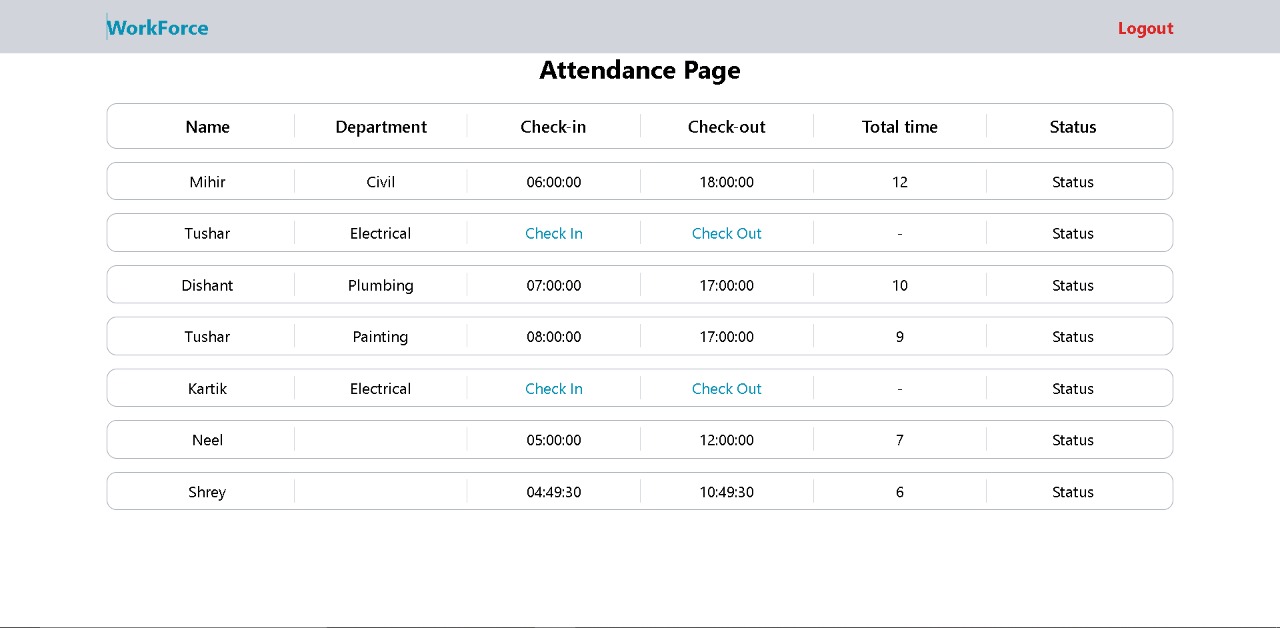 WorkForce Logout
Attendance Page
Name Department Check-in Check-out Total time Status
Mihir Civil 06:00:00 18:00:00 12 Status
Tushar Electrical Check In Check Out - Status
Dishant Plumbing 07:00:00 17:00:00 10 Status
Tushar Painting 08:00:00 17:00:00 9 Status
Kartik Electrical Check In Check Out - Status
Neel 05:00:00 12:00:00 7 Status
Shrey 04:49:30 10:49:30 6 Status